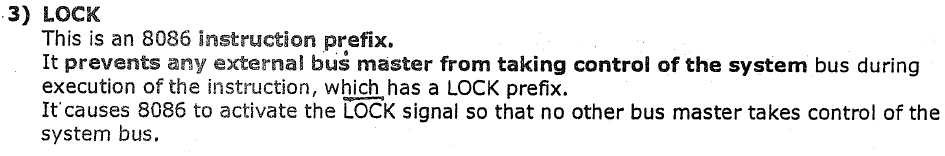 3) LOCK
This is an 8086 instruction prefix.
It prevents any external bus master from taking control of the system bus during
execution of the instruction, which has a LOCK prefix.
It causes 8086 to activate the LOCK signal so that no other bus master takes control of the
system bus.